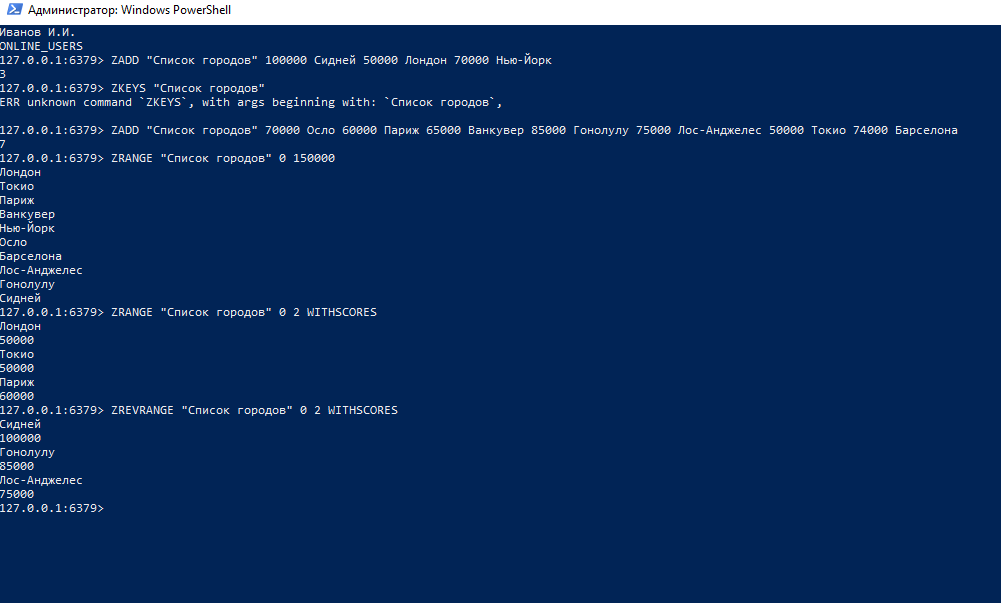 Администратор: Windows PowerShell
Иванов И.И.
ONLINE_USERS
127.0.0.1:6379> ZADD "Список городов" 100000 Сидней 50000 Лондон 70000 Нью-Йорк
3
127.0.0.1:6379> ZKEYS "Список городов"
ERR unknown command `ZKEYS`, with args beginning with: `Список городов`,
127.0.0.1:6379> ZADD "Список городов" 70000 Осло 60000 Париж 65000 Ванкувер 85000 Гонолулу 75000 Лос-Анджелес 50000 Токио 74000 Барселона
7
127.0.0.1:6379> ZRANGE "Список городов" 0 150000
Лондон
Токио
Париж
Ванкувер
Нью-Йорк
Осло
Барселона
Лос-Анджелес
Гонолулу
Сидней
127.0.0.1:6379> ZRANGE "Список городов" 0 2 WITHSCORES
Лондон
50000
Токио
50000
Париж
60000
127.0.0.1:6379> ZREVRANGE "Список городов" 0 2 WITHSCORES
Сидней
100000
Гонолулу
85000
Лос-Анджелес
75000
127.0.0.1:6379>